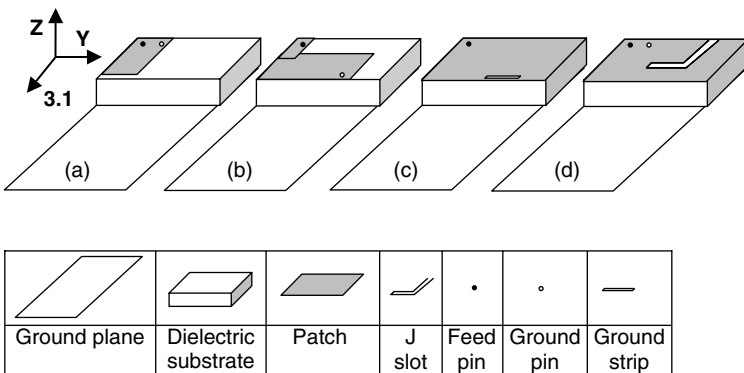 Z
Y
3.1
(a)
(b)
(c)
(d)
Ground plane
Dielectric
substrate
Patch
J
slot
Feed
pin
Ground
pin
Ground
strip